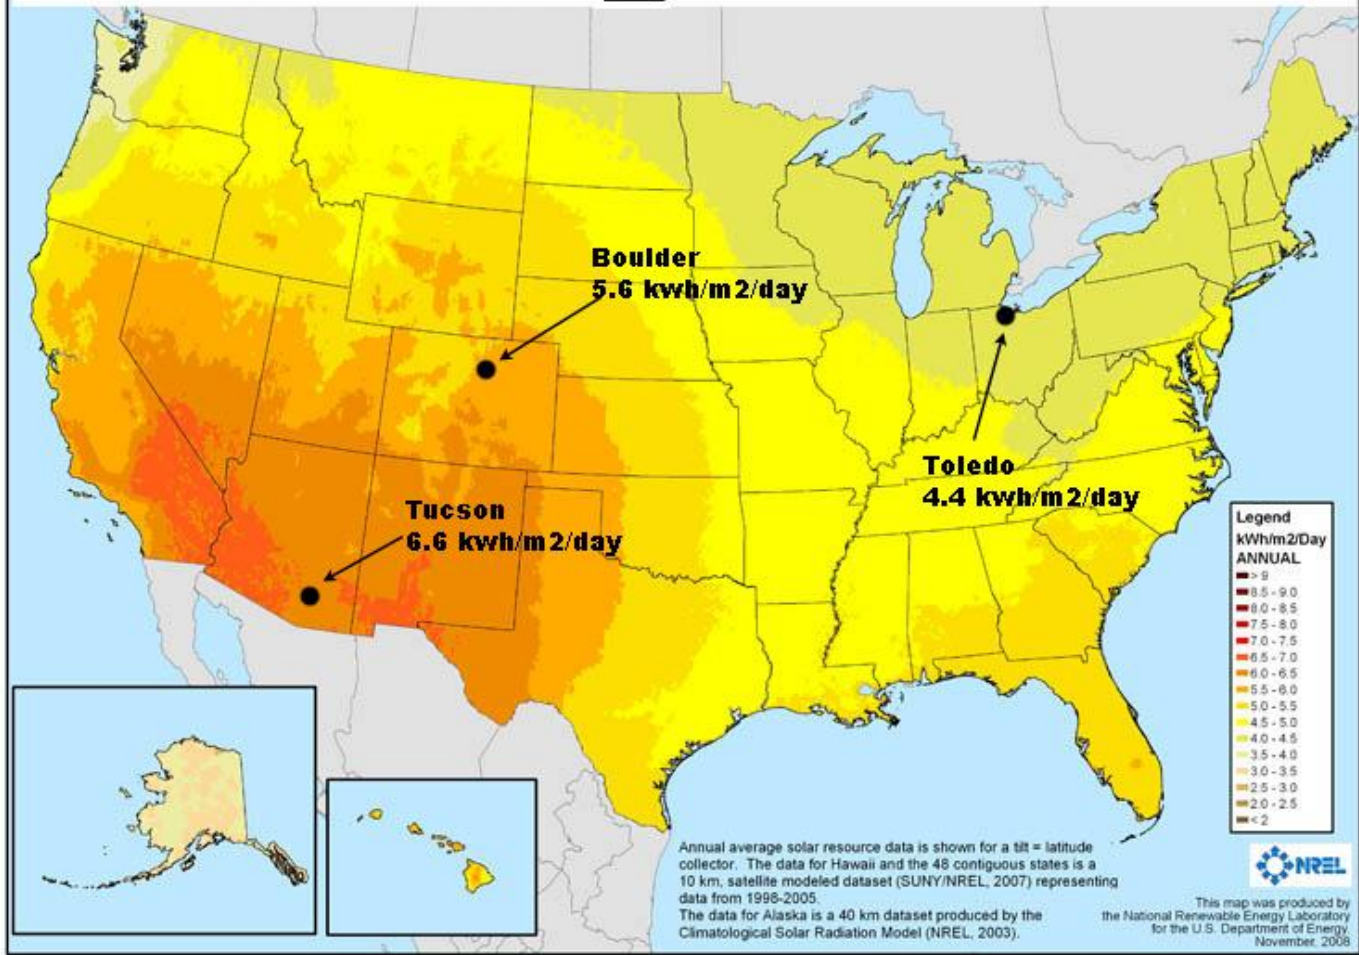 Boulder
5.6 kwh/m2/day
Toledo
4.4 kwh/m2/day
Tucson
6.6 kwh/m2/day
Legend
kWh/m2/Day
ANNUAL
> 9
8.5 - 9.0
8.0 - 8.5
7.5 - 8.0
7.0 - 7.5
6.5 - 7.0
6.0 - 6.5
5.5 - 6.0
5.0 - 5.5
4.5 - 5.0
4.0 - 4.5
3.5 - 4.0
3.0 - 3.5
2.5 - 3.0
2.0 - 2.5
< 2
Annual average solar resource data is shown for a tilt = latitude
collector. The data for Hawaii and the 48 contiguous states is a
10 km, satellite modeled dataset (SUNY/NREL, 2007) representing
data from 1998-2005.
The data for Alaska is a 40 km dataset produced by the
Climatological Solar Radiation Model (NREL, 2003).
NREL
This map was produced by
the National Renewable Energy Laboratory
for the U.S. Department of Energy.
November, 2008